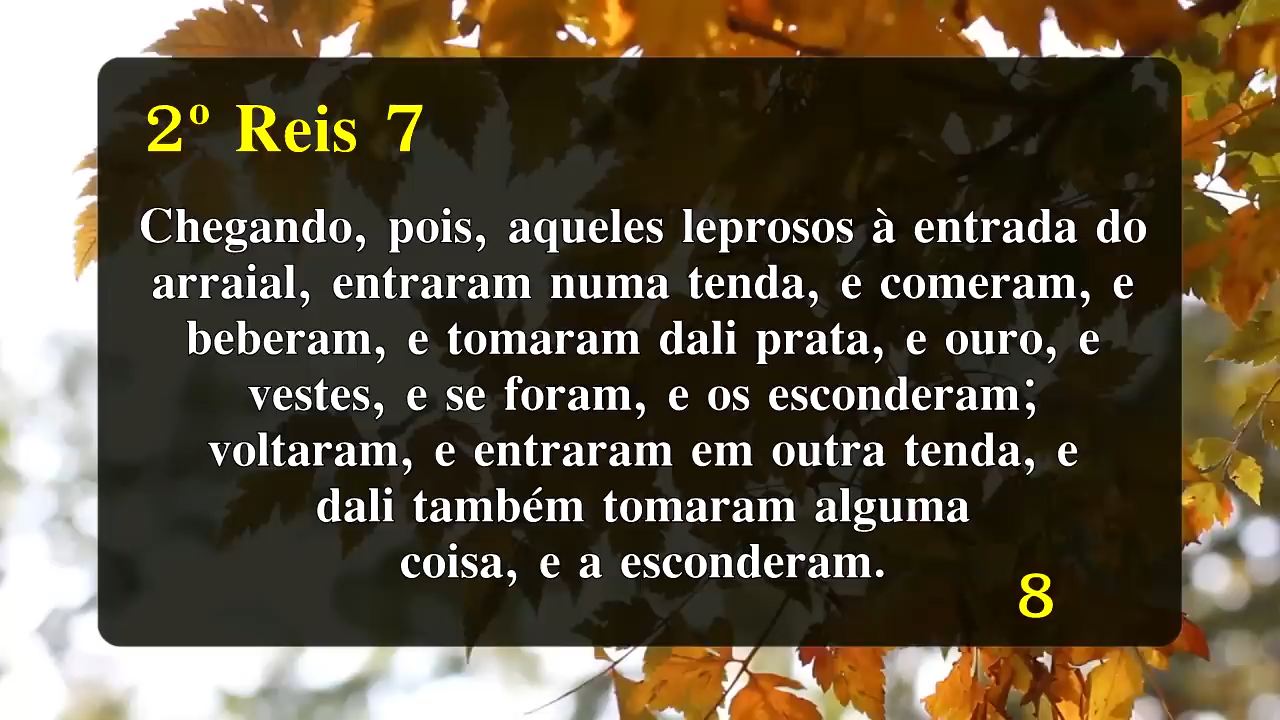 2º Reis 7
Chegando, pois, aqueles leprosos à entrada do
arraial, entraram numa tenda, e comeram, e
beberam, e tomaram dali prata, e ouro, e
vestes, e se foram, e os esconderam;
voltaram, e entraram em outra tenda, e
dali também tomaram alguma
coisa, e a esconderam.
8